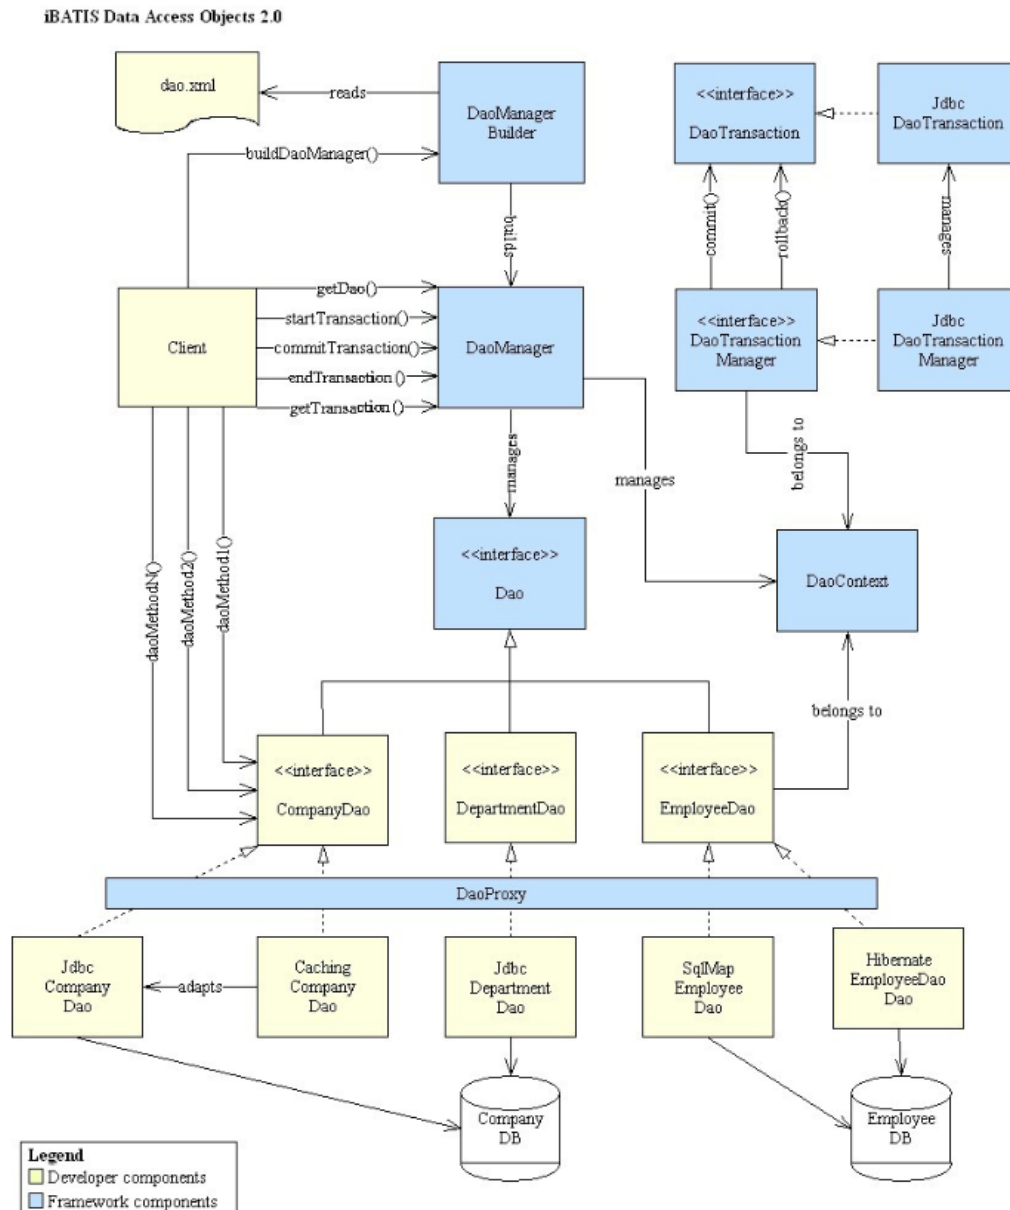 iBATIS Data Access Objects 2.0
dao.xml
reads
DaoManager
Builder
<<interface>>
DaoTransaction
Jdbc
DaoTransaction
buildDaoManager()
builds
commit()
rollback()
manages
Client
getDao()
startTransaction()
commitTransaction()
endTransaction()
getTransaction()
DaoManager
<<interface>>
DaoTransaction
Manager
Jdbc
DaoTransaction
Manager
manages
manages
belongs to
daoMethodN()
daoMethod2()
daoMethod1()
<<interface>>
Dao
DaoContext
belongs to
<<interface>>
CompanyDao
<<interface>>
DepartmentDao
<<interface>>
EmployeeDao
DaoProxy
Jdbc
Company
Dao
adapts
Caching
Company
Dao
Jdbc
Department
Dao
SqlMap
Employee
Dao
Hibernate
EmployeeDao
Dao
Company
DB
Employee
DB
Legend
Developer components
Framework components